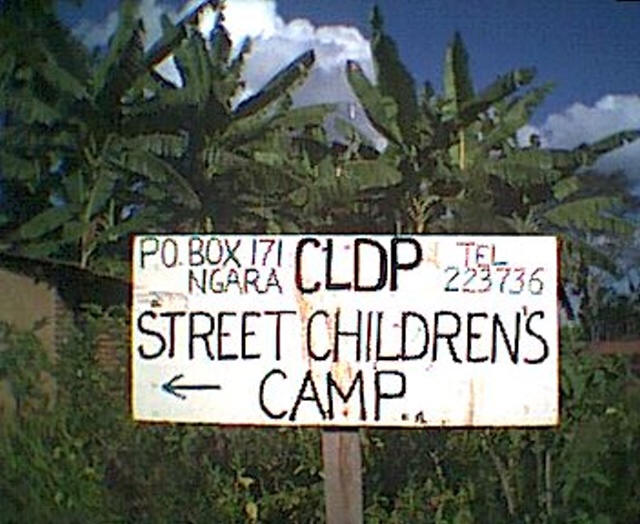 P.O. BOX 171 CLDP TEL
NGARA 223736
STREET CHILDREN'S
← CAMP